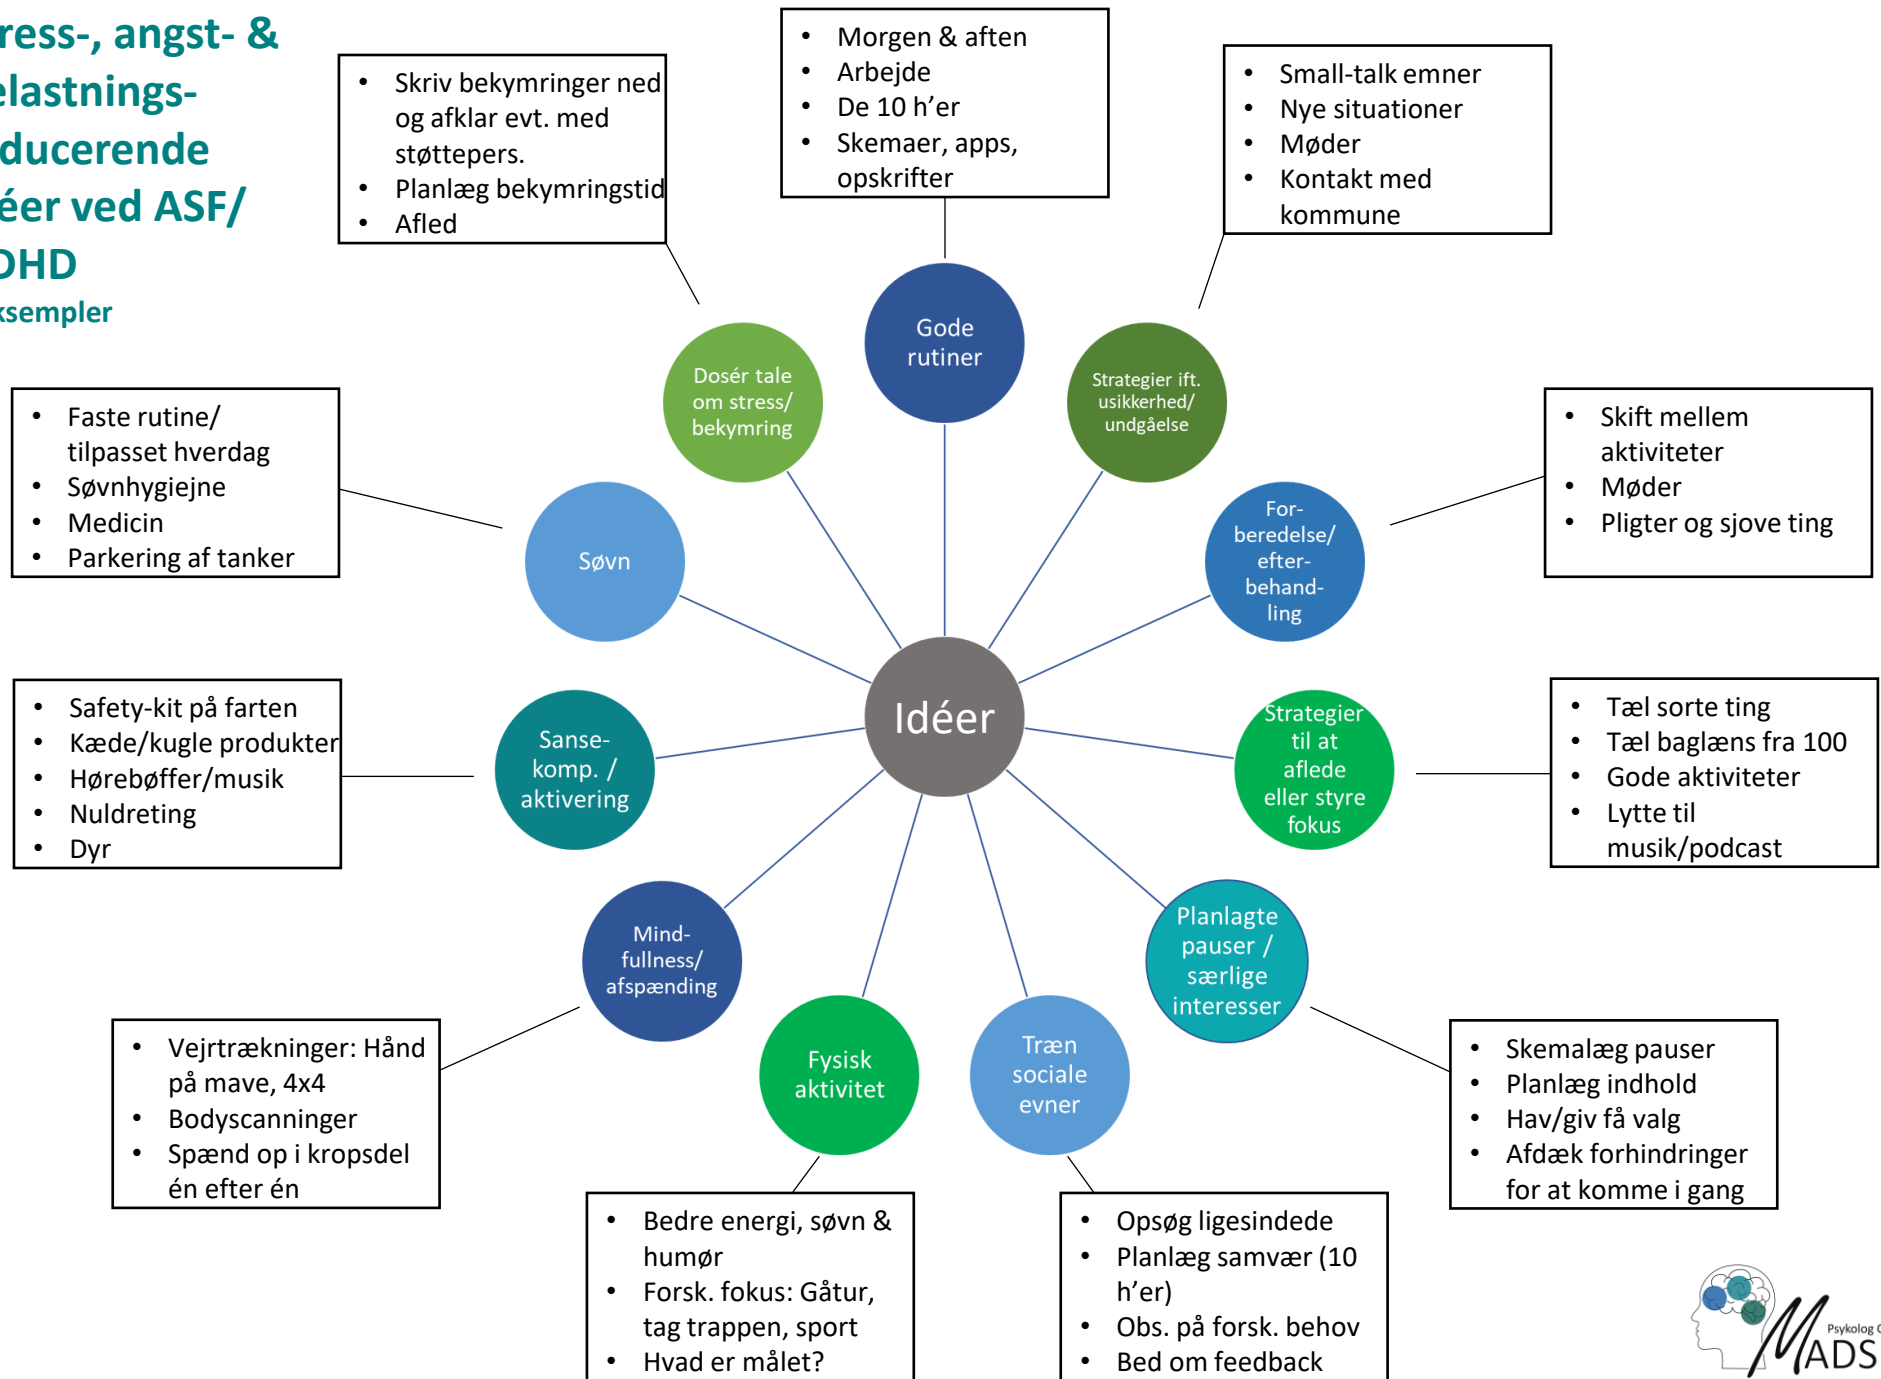 ress-, angst- &
elastnings-
ducerende
éer ved ASF/
DHD
ksempler
• Skriv bekymringer ned
og afklar evt. med
støttepers.
• Planlæg bekymringstid
• Afled
• Morgen & aften
• Arbejde
• De 10 h'er
• Skemaer, apps,
opskrifter
• Small-talk emner
• Nye situationer
• Møder
• Kontakt med
kommune
Dosér tale
om stress/
bekymring
Gode
rutiner
Strategier ift.
usikkerhed/
undgåelse
• Faste rutine/
tilpasset hverdag
• Søvnhygiejne
• Medicin
• Parkering af tanker
Søvn
For-
beredelse/
efter-
behand-
ling
• Skift mellem
aktiviteter
• Møder
• Pligter og sjove ting
Idéer
• Safety-kit på farten
• Kæde/kugle produkter
• Hørebøffer/musik
• Nuldreting
• Dyr
Sanse-
komp. /
aktivering
Strategier
til at
aflede
eller styre
fokus
• Tæl sorte ting
• Tæl baglæns fra 100
• Gode aktiviteter
• Lytte til
musik/podcast
Mind-
fullness/
afspænding
Planlagte
pauser /
særlige
interesser
• Vejrtrækninger: Hånd
på mave, 4x4
• Bodyscanninger
• Spænd op i kropsdel
én efter én
Fysisk
aktivitet
Træn
sociale
evner
• Skemalæg pauser
• Planlæg indhold
• Hav/giv få valg
• Afdæk forhindringer
for at komme i gang
• Bedre energi, søvn &
humør
• Forsk. fokus: Gåtur,
tag trappen, sport
• Hvad er målet?
• Opsøg ligesindede
• Planlæg samvær (10
h'er)
• Obs. på forsk. behov
• Bed om feedback
Psykolog
MADS